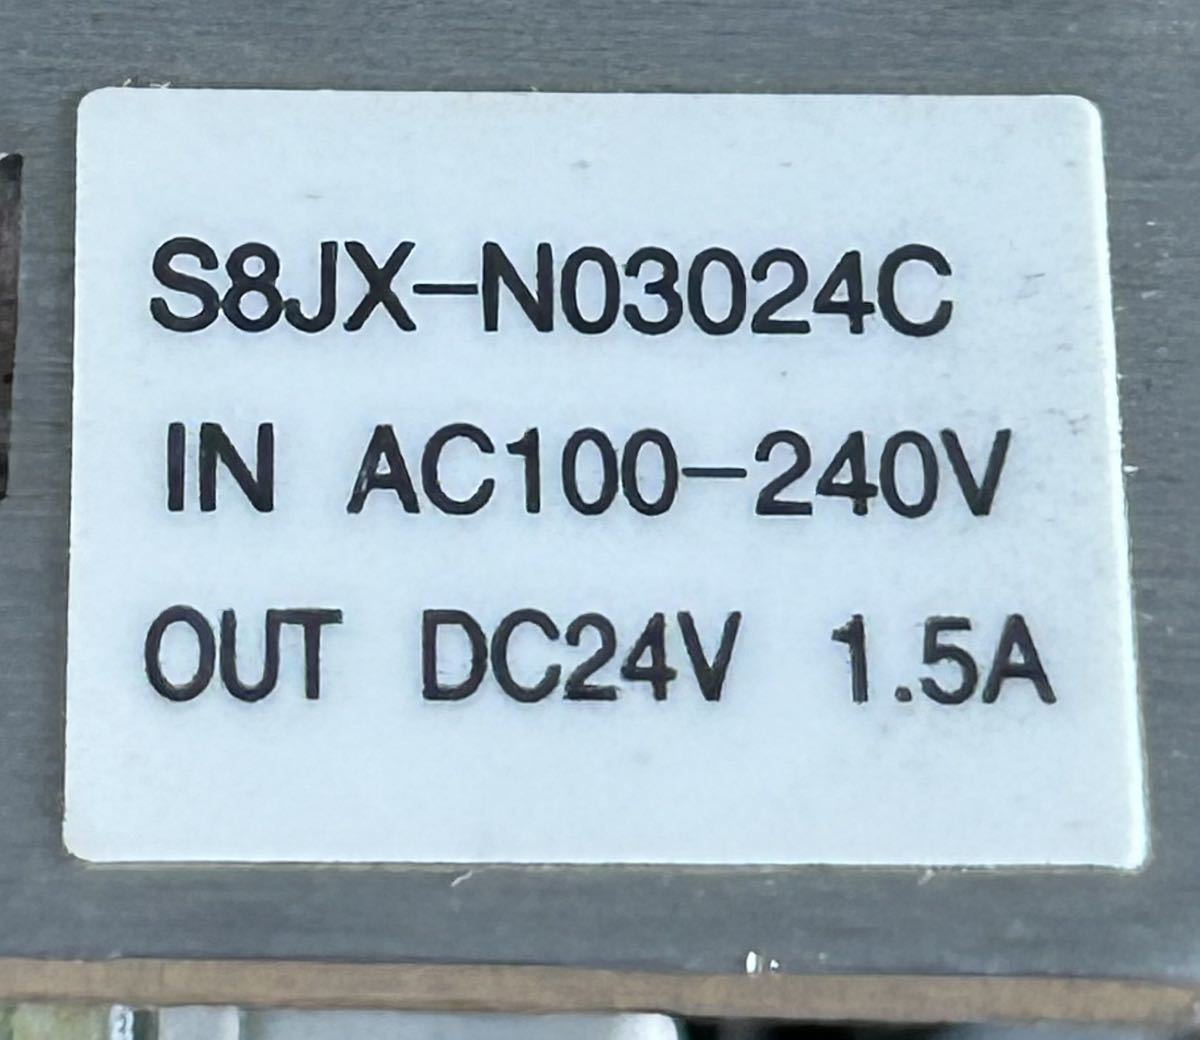 S8JX-N03024C
IN AC100-240V
OUT DC24V 1.5A